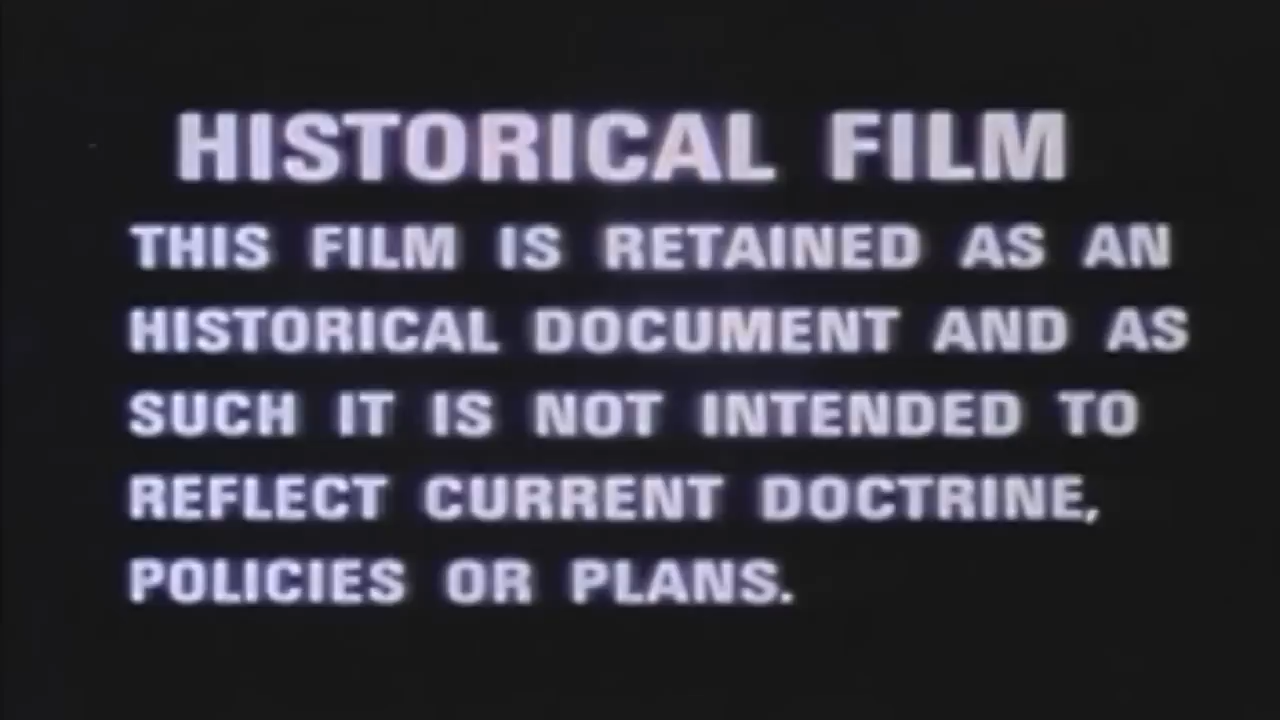 HISTORICAL FILM
THIS FILM IS RETAINED AS AN
HISTORICAL DOCUMENT AND AS
SUCH IT IS NOT INTENDED TO
REFLECT CURRENT DOCTRINE,
POLICIES OR PLANS.